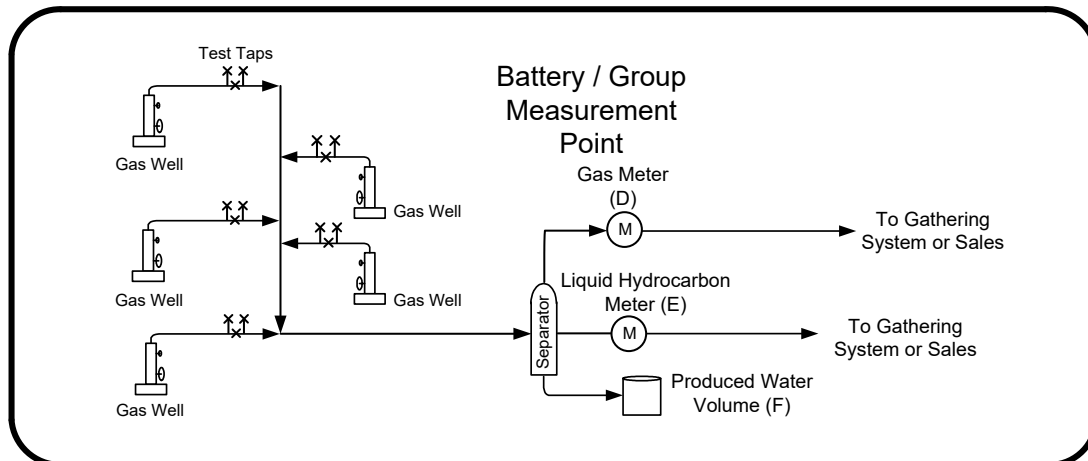 Test Taps
Gas Well
Gas Well
Gas Well
Gas Well
Gas Well
Battery / Group
Measurement
Point
Gas Meter
(D)
M
To Gathering
System or Sales
Separator
Liquid Hydrocarbon
Meter (E)
M
To Gathering
System or Sales
Produced Water
Volume (F)